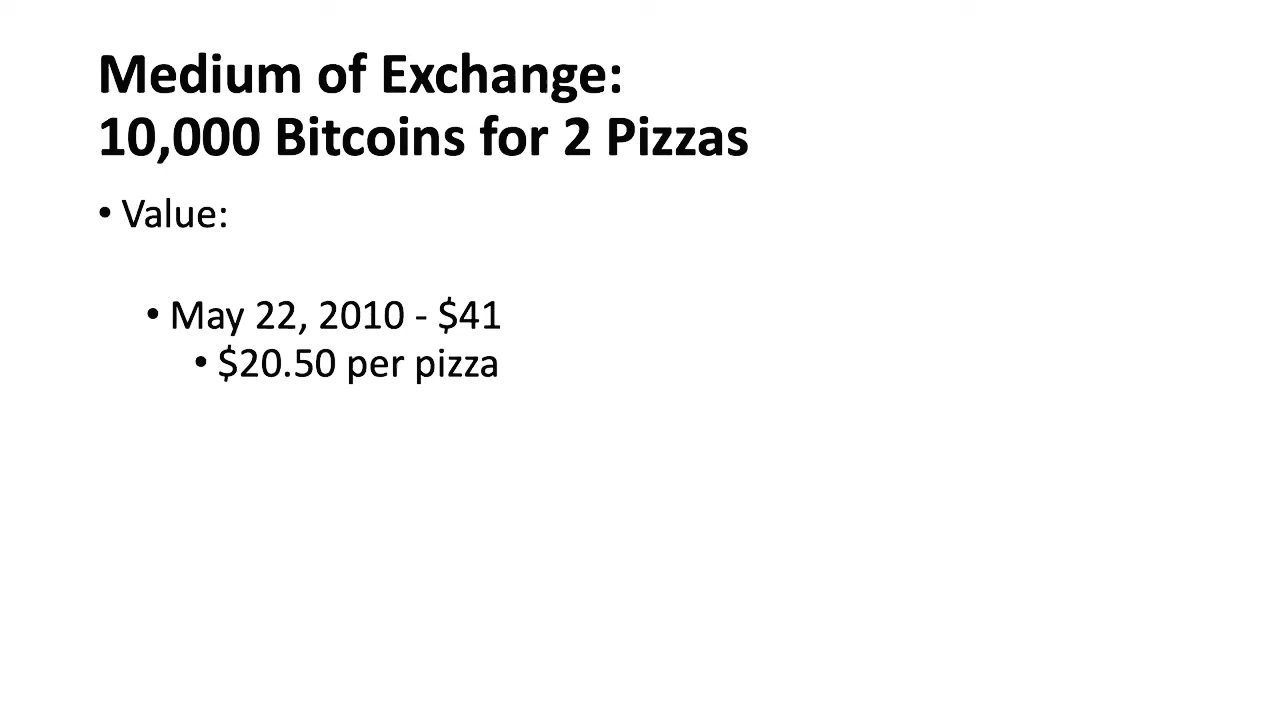 Medium of Exchange:
10,000 Bitcoins for 2 Pizzas
• Value:
• May 22, 2010 - $41
• $20.50 per pizza